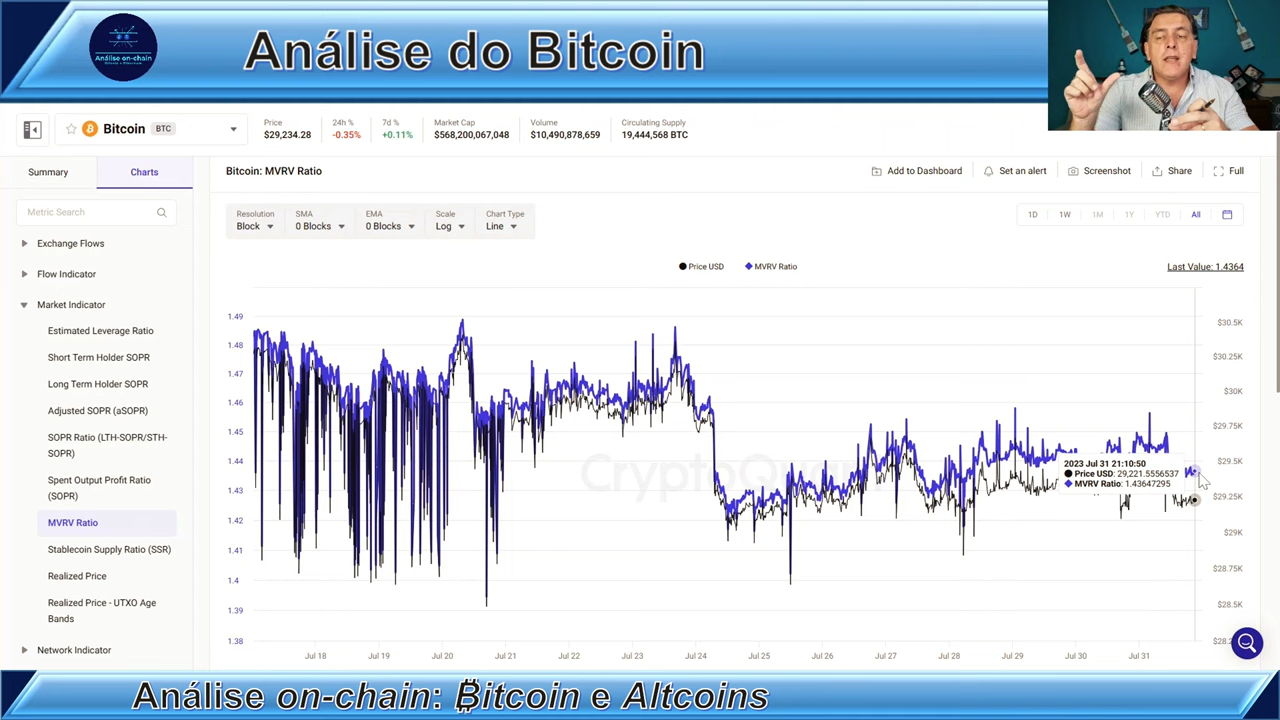 Análise do Bitcoin
Análise on-chain
Bitcoin e Ethereum
Bitcoin BTC
Price
$29,234.28
24h %
-0.35%
7d %
+0.11%
Market Cap
$568,200,067,048
Volume
$10,490,878,659
Circulating Supply
19,444,568 BTC
Summary
Charts
Metric Search
Exchange Flows
Flow Indicator
Market Indicator
Estimated Leverage Ratio
Short Term Holder SOPR
Long Term Holder SOPR
Adjusted SOPR (aSOPR)
SOPR Ratio (LTH-SOPR/STH-
SOPR)
Spent Output Profit Ratio
(SOPR)
MVRV Ratio
Stablecoin Supply Ratio (SSR)
Realized Price
Realized Price - UTXO Age
Bands
Network Indicator
Bitcoin: MVRV Ratio
Add to Dashboard
Set an alert
Screenshot
Share
Full
Resolution
Block
SMA
0 Blocks
EMA
0 Blocks
Scale
Log
Chart Type
Line
1D 1W 1M 1Y YTD All
Price USD MVRV Ratio
Last Value: 1.4364
1.49
1.48
1.47
1.46
1.45
1.44
1.43
1.42
1.41
1.4
1.39
1.38
$30.5K
$30.25K
$30K
$29.75K
$29.5K
$29.25K
$29K
$28.75K
$28.5K
CryptoQuant
2023 Jul 31 21:10:50
Price USD: 29,221.5556537
MVRV Ratio: 1.43647295
Jul 18 Jul 19 Jul 20 Jul 21 Jul 22 Jul 23 Jul 24 Jul 25 Jul 26 Jul 27 Jul 28 Jul 29 Jul 30 Jul 31
Análise on-chain: ₿itcoin e Altcoins